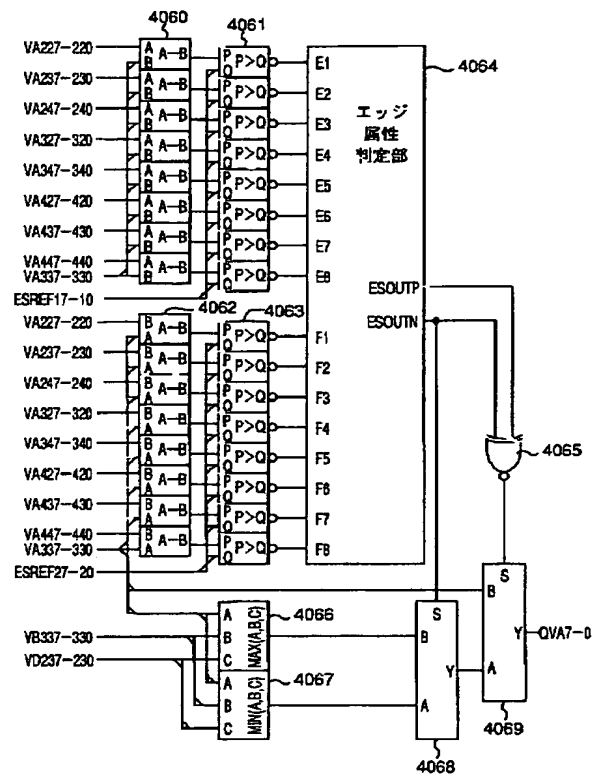 4060
4061
VA227-220
A
B
A-B
P
Q
P>Q
E1
VA237-230
A
B
A-B
P>Q
E2
VA247-240
A
B
A-B
P>Q
E3
VA327-320
A
B
A-B
P>Q
E4
VA347-340
A
B
A-B
P>Q
E5
VA427-420
A
B
A-B
P>Q
E6
VA437-430
A
B
A-B
P>Q
E7
VA447-440
A
B
A-B
P
Q
P>Q
E8
VA337-330
ESREF17-10
4064
エッジ
属性
判定部
ESOUTP
ESOUTN
4062
4063
VA227-220
B
A
A-B
P
Q
P>Q
F1
VA237-230
B
A
A-B
P>Q
F2
VA247-240
B
A
A-B
P>Q
F3
VA327-320
B
A
A-B
P>Q
F4
VA347-340
B
A
A-B
P>Q
F5
VA427-420
B
A
A-B
P>Q
F6
VA437-430
B
A
A-B
P>Q
F7
VA447-440
B
A
A-B
P
Q
P>Q
F8
VA337-330
ESREF27-20
4065
A
B
C
MAX(A,B,C)
4066
VB337-330
VD237-230
A
B
C
MIN(A,B,C)
4067
S
B
A
Y
4068
S
B
A
Y
QVA7-0
4069